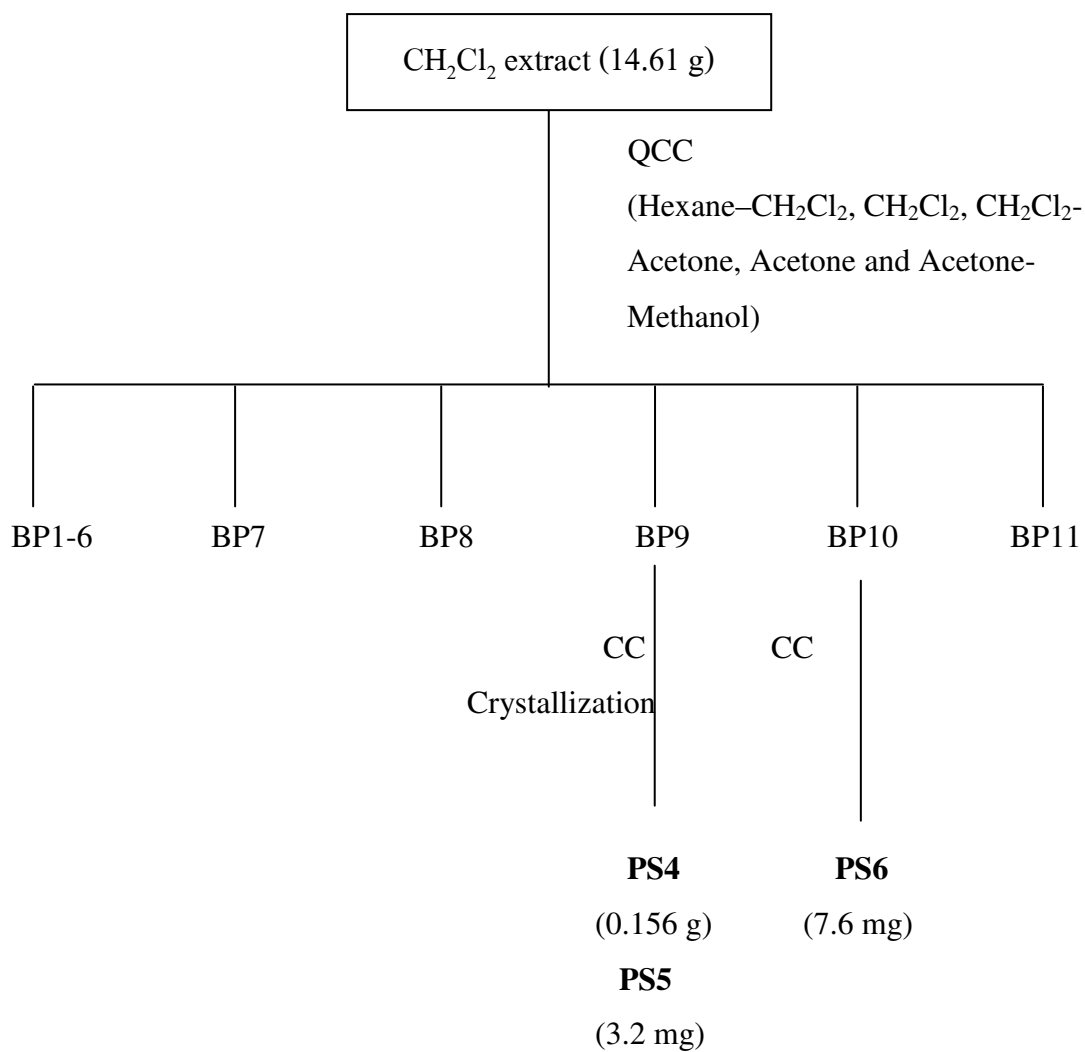 CH₂Cl₂ extract (14.61 g)
QCC
(Hexane–CH₂Cl₂, CH₂Cl₂, CH₂Cl₂-
Acetone, Acetone and Acetone-
Methanol)
BP1-6 BP7 BP8 BP9 BP10 BP11
CC CC
Crystallization
PS4 PS6
(0.156 g) (7.6 mg)
PS5
(3.2 mg)